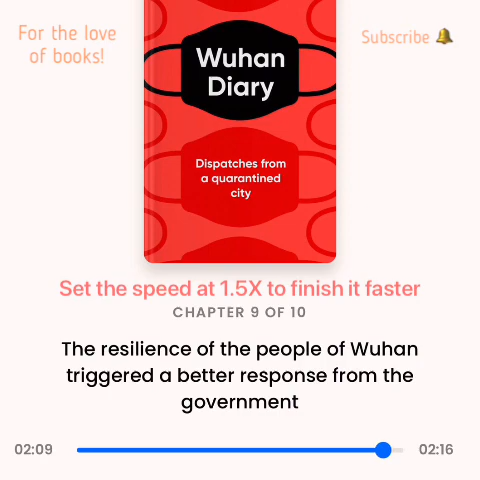 For the love
of books!
Subscribe 🔔
Wuhan
Diary
Dispatches from
a quarantined
city
Set the speed at 1.5X to finish it faster
CHAPTER 9 OF 10
The resilience of the people of Wuhan
triggered a better response from the
government
02:09
02:16